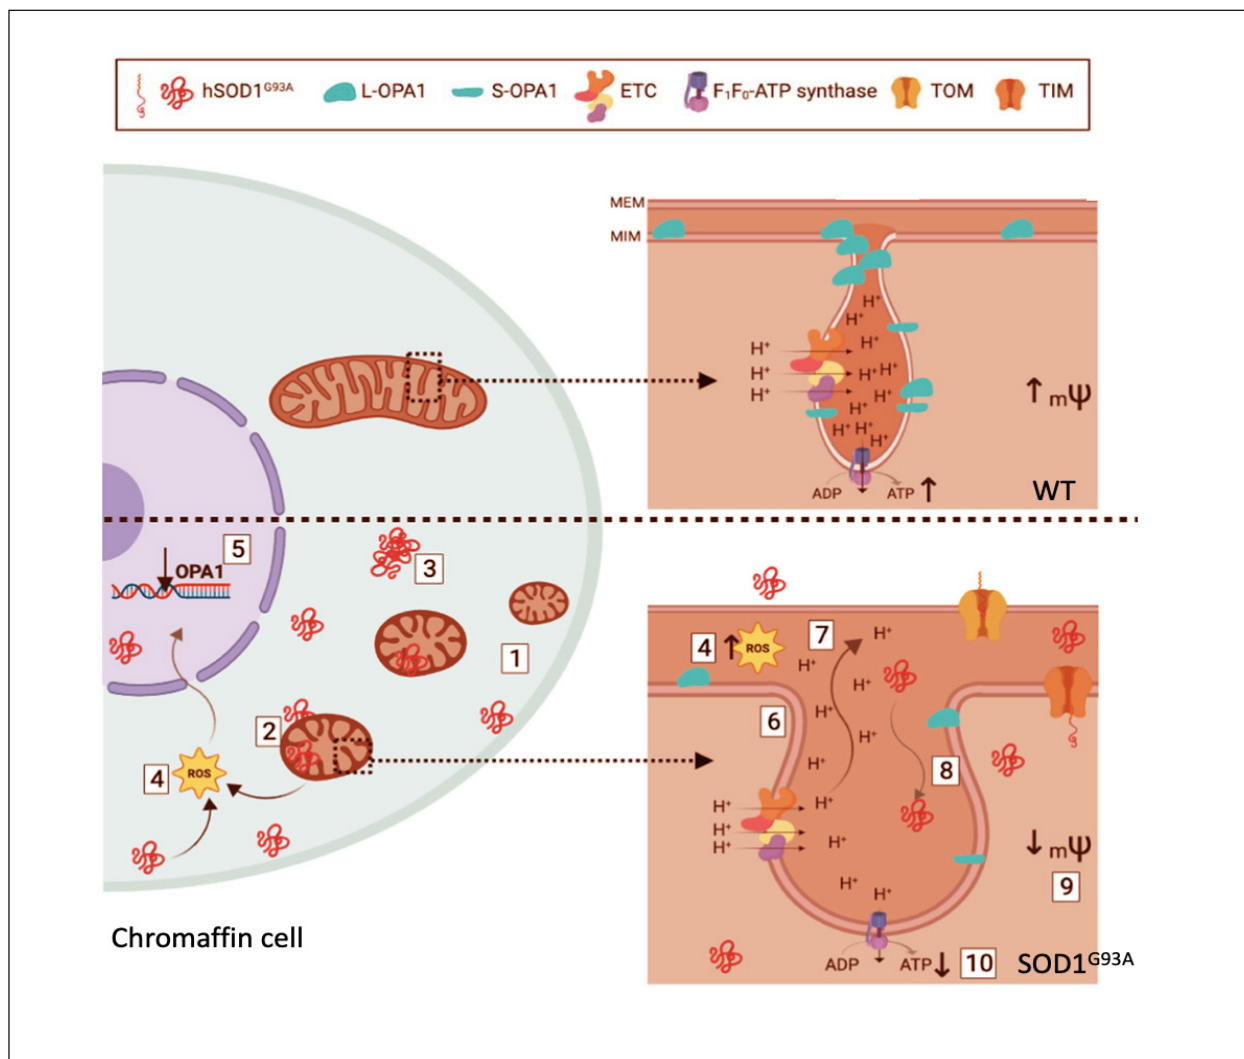 hSOD1ᴳ⁹³ᴬ L-OPA1 S-OPA1 ETC F₁F₀-ATP synthase TOM TIM
MEM
MIM
H⁺
H⁺
H⁺
H⁺
H⁺
H⁺
H⁺ H⁺
H⁺
H⁺
H⁺
H⁺ H⁺
H⁺
↑ mΨ
ADP ATP ↑
WT
5
↓ OPA1
3
1
2
4
ROS
Chromaffin cell
4 ↑ ROS
7
H⁺
H⁺
H⁺
6
H⁺
H⁺
H⁺
8
H⁺
H⁺
H⁺
H⁺
H⁺
H⁺
H⁺
↓ mΨ
9
ADP ATP ↓ 10
SOD1ᴳ⁹³ᴬ